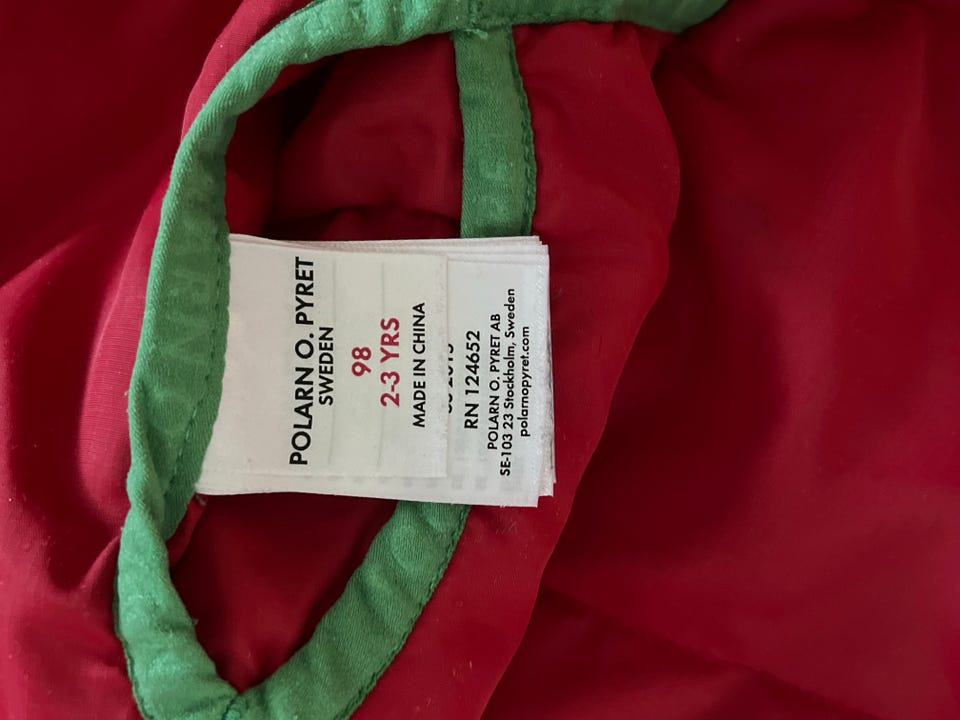 POLARN O. PYRET
SWEDEN
98
2-3 YRS
MADE IN CHINA
RN 124652
POLARN O. PYRET AB
SE-103 23 Stockholm, Sweden
polarnopyret.com